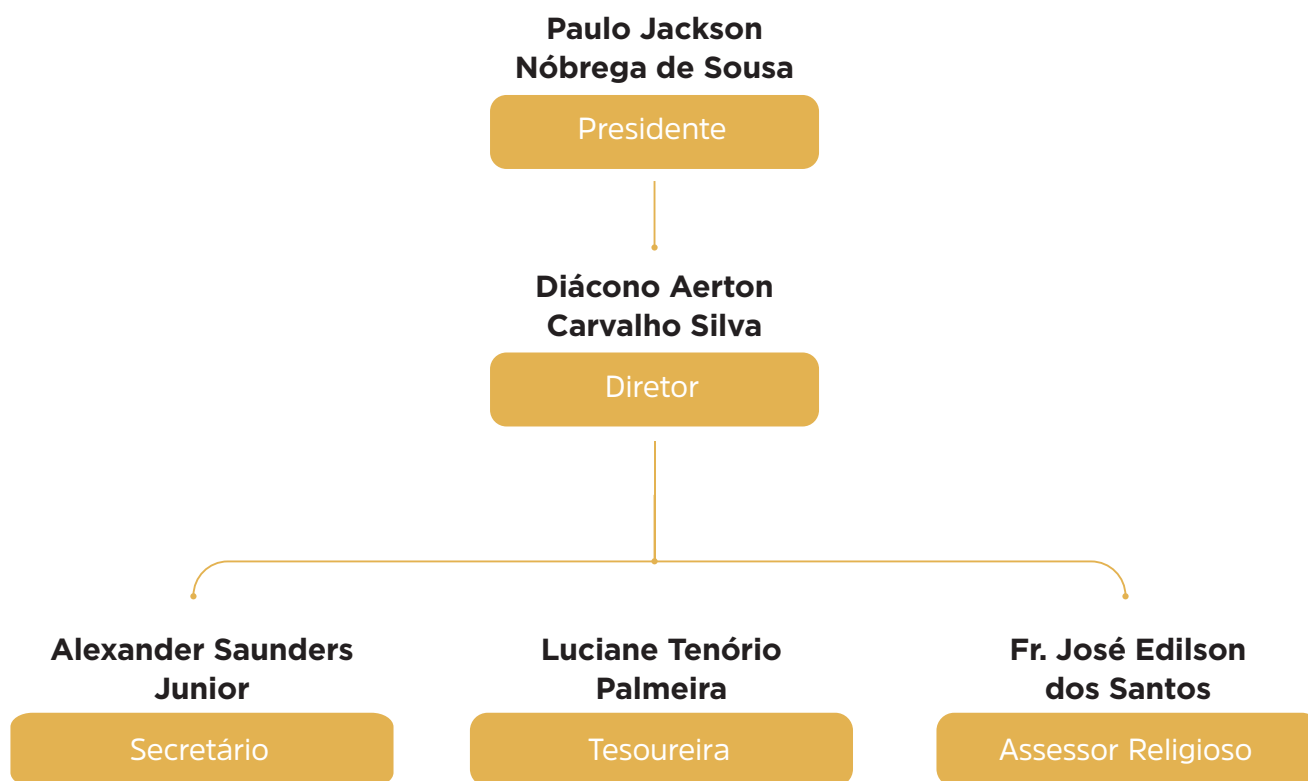 Paulo Jackson
Nóbrega de Sousa
Presidente
Diácono Aerton
Carvalho Silva
Diretor
Alexander Saunders
Junior
Secretário
Luciane Tenório
Palmeira
Tesoureira
Fr. José Edilson
dos Santos
Assessor Religioso